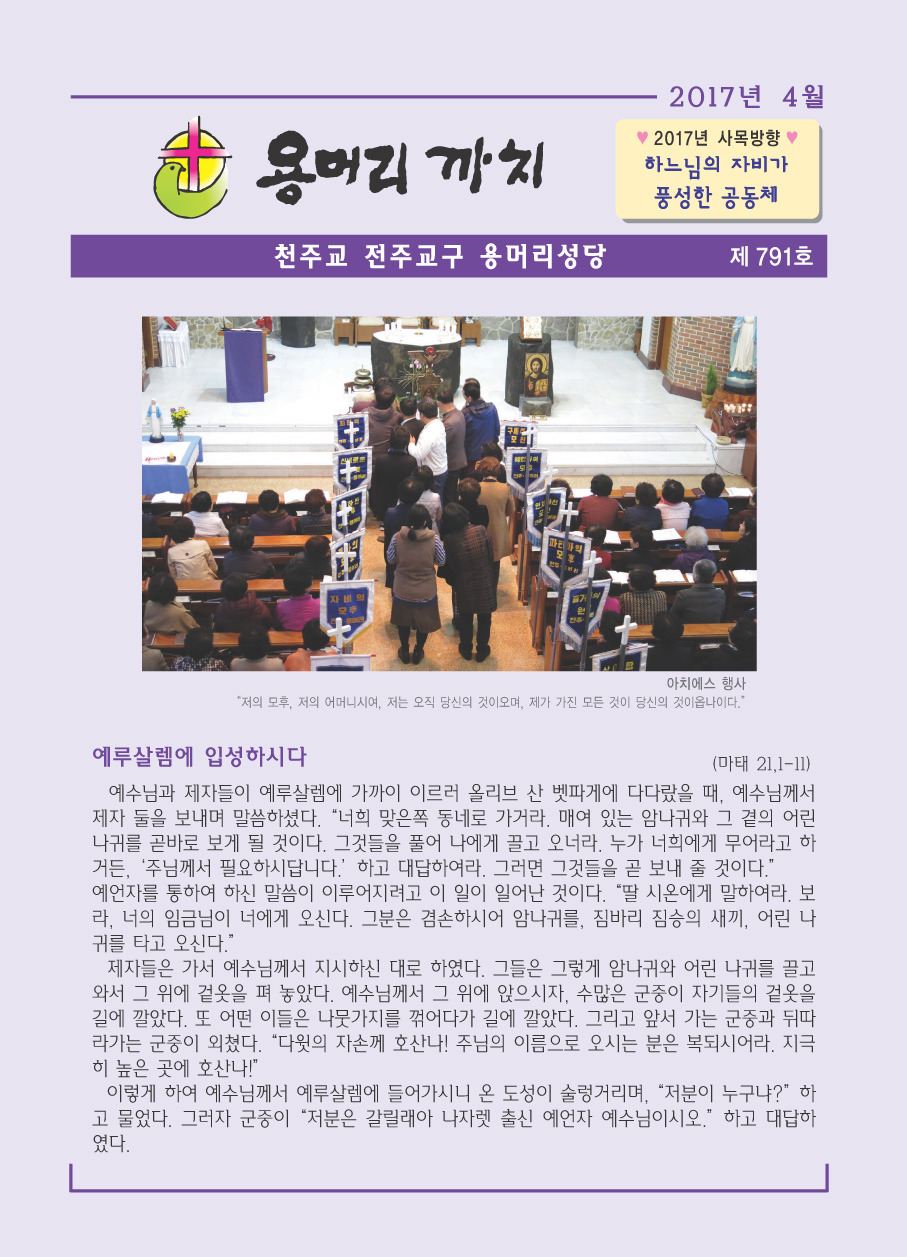 2017년 4월
용머리 까치
♥ 2017년 사목방향 ♥
하느님의 자비가
풍성한 공동체
천주교 전주교구 용머리성당 제 791호
자비의
모후
아치에스 행사
"저의 모후, 저의 어머니시여, 저는 오직 당신의 것이오며, 제가 가진 모든 것이 당신의 것이옵나이다."
예루살렘에 입성하시다 (마태 21,1-11)
예수님과 제자들이 예루살렘에 가까이 이르러 올리브 산 벳파게에 다다랐을 때, 예수님께서
제자 둘을 보내며 말씀하셨다. "너희 맞은쪽 동네로 가거라. 매여 있는 암나귀와 그 곁의 어린
나귀를 곧바로 보게 될 것이다. 그것들을 풀어 나에게 끌고 오너라. 누가 너희에게 무어라고 하
거든, '주님께서 필요하시답니다.' 하고 대답하여라. 그러면 그것들을 곧 보내 줄 것이다."
예언자를 통하여 하신 말씀이 이루어지려고 이 일이 일어난 것이다. "딸 시온에게 말하여라. 보
라, 너의 임금님이 너에게 오신다. 그분은 겸손하시어 암나귀를, 짐바리 짐승의 새끼, 어린 나
귀를 타고 오신다."
제자들은 가서 예수님께서 지시하신 대로 하였다. 그들은 그렇게 암나귀와 어린 나귀를 끌고
와서 그 위에 겉옷을 펴 놓았다. 예수님께서 그 위에 앉으시자, 수많은 군중이 자기들의 겉옷을
길에 깔았다. 또 어떤 이들은 나뭇가지를 꺾어다가 길에 깔았다. 그리고 앞서 가는 군중과 뒤따
라가는 군중이 외쳤다. "다윗의 자손께 호산나! 주님의 이름으로 오시는 분은 복되시어라. 지극
히 높은 곳에 호산나!"
이렇게 하여 예수님께서 예루살렘에 들어가시니 온 도성이 술렁거리며, "저분이 누구냐?" 하
고 물었다. 그러자 군중이 "저분은 갈릴래아 나자렛 출신 예언자 예수님이시오." 하고 대답하
였다.